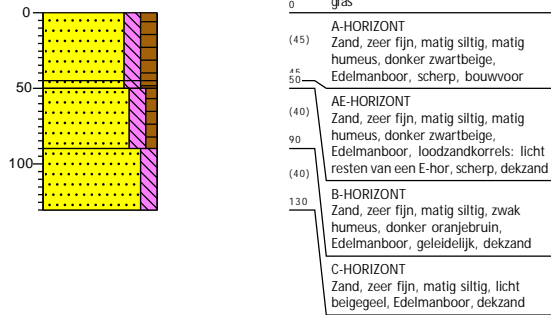 0
50
100
0
gras
(45)
A-HORIZONT
Zand, zeer fijn, matig siltig, matig
humeus, donker zwartbeige,
Edelmanboor, scherp, bouwvoor
45
50
(40)
AE-HORIZONT
Zand, zeer fijn, matig siltig, matig
humeus, donker zwartbeige,
Edelmanboor, loodzandkorrels: licht
resten van een E-hor, scherp, dekzand
90
(40)
B-HORIZONT
Zand, zeer fijn, matig siltig, zwak
humeus, donker oranjebruin,
Edelmanboor, geleidelijk, dekzand
130
C-HORIZONT
Zand, zeer fijn, matig siltig, licht
beigegeel, Edelmanboor, dekzand